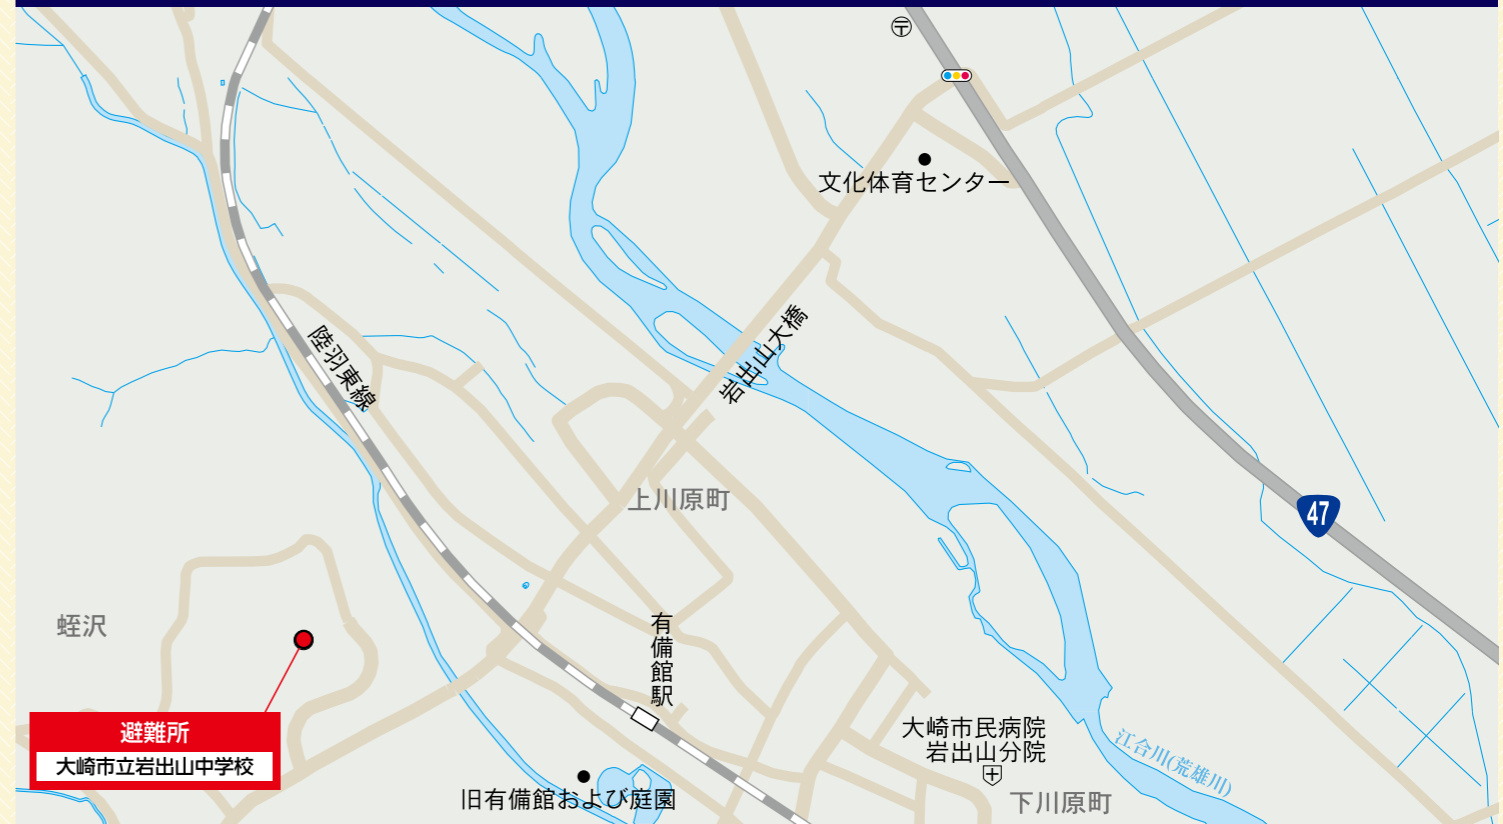 〒
文化体育センター
岩出山大橋
陸羽東線
上川原町
47
蛭沢
有備館駅
避難所
大崎市立岩出山中学校
大崎市民病院
岩出山分院
江合川(荒雄川)
旧有備館および庭園
下川原町